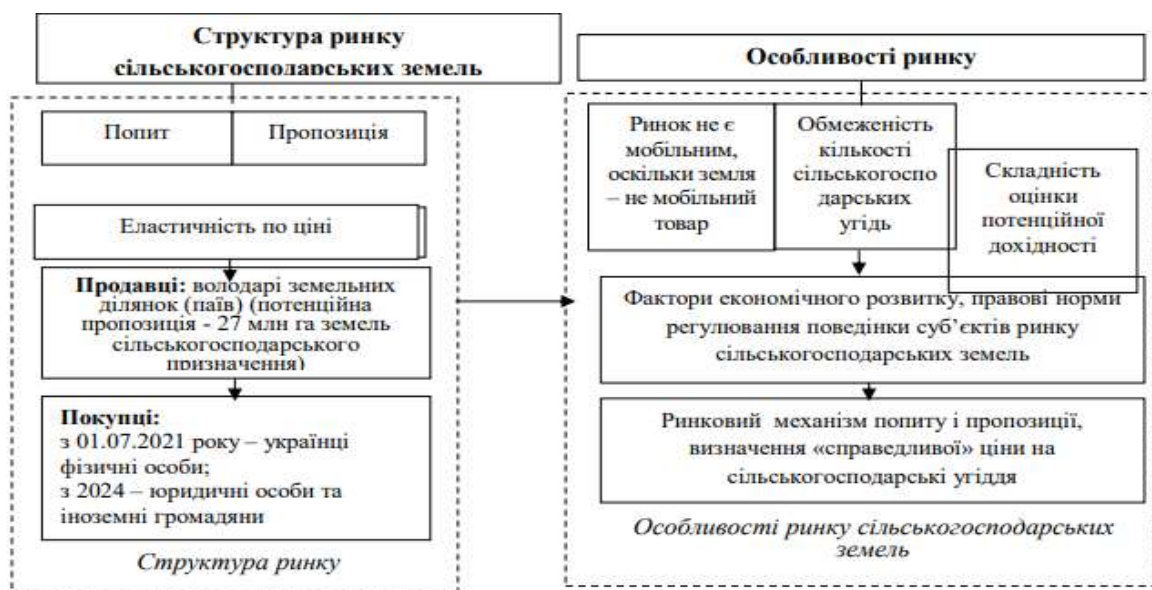 Структура ринку
сільськогосподарських земель
Попит
Пропозиція
Еластичність по ціні
Продавці: володарі земельних
ділянок (паїв) (потенційна
пропозиція - 27 млн га земель
сільськогосподарського
призначення)
Покупці:
з 01.07.2021 року – українці
фізичні особи;
з 2024 – юридичні особи та
іноземні громадяни
Структура ринку
Особливості ринку
Ринок не є
мобільним,
оскільки земля
– не мобільний
товар
Обмеженість
кількості
сільськогоспо
дарських
угідь
Складність
оцінки
потенційної
дохідності
Фактори економічного розвитку, правові норми
регулювання поведінки суб’єктів ринку
сільськогосподарських земель
Ринковий механізм попиту і пропозиції,
визначення «справедливої» ціни на
сільськогосподарські угіддя
Особливості ринку сільськогосподарських
земель